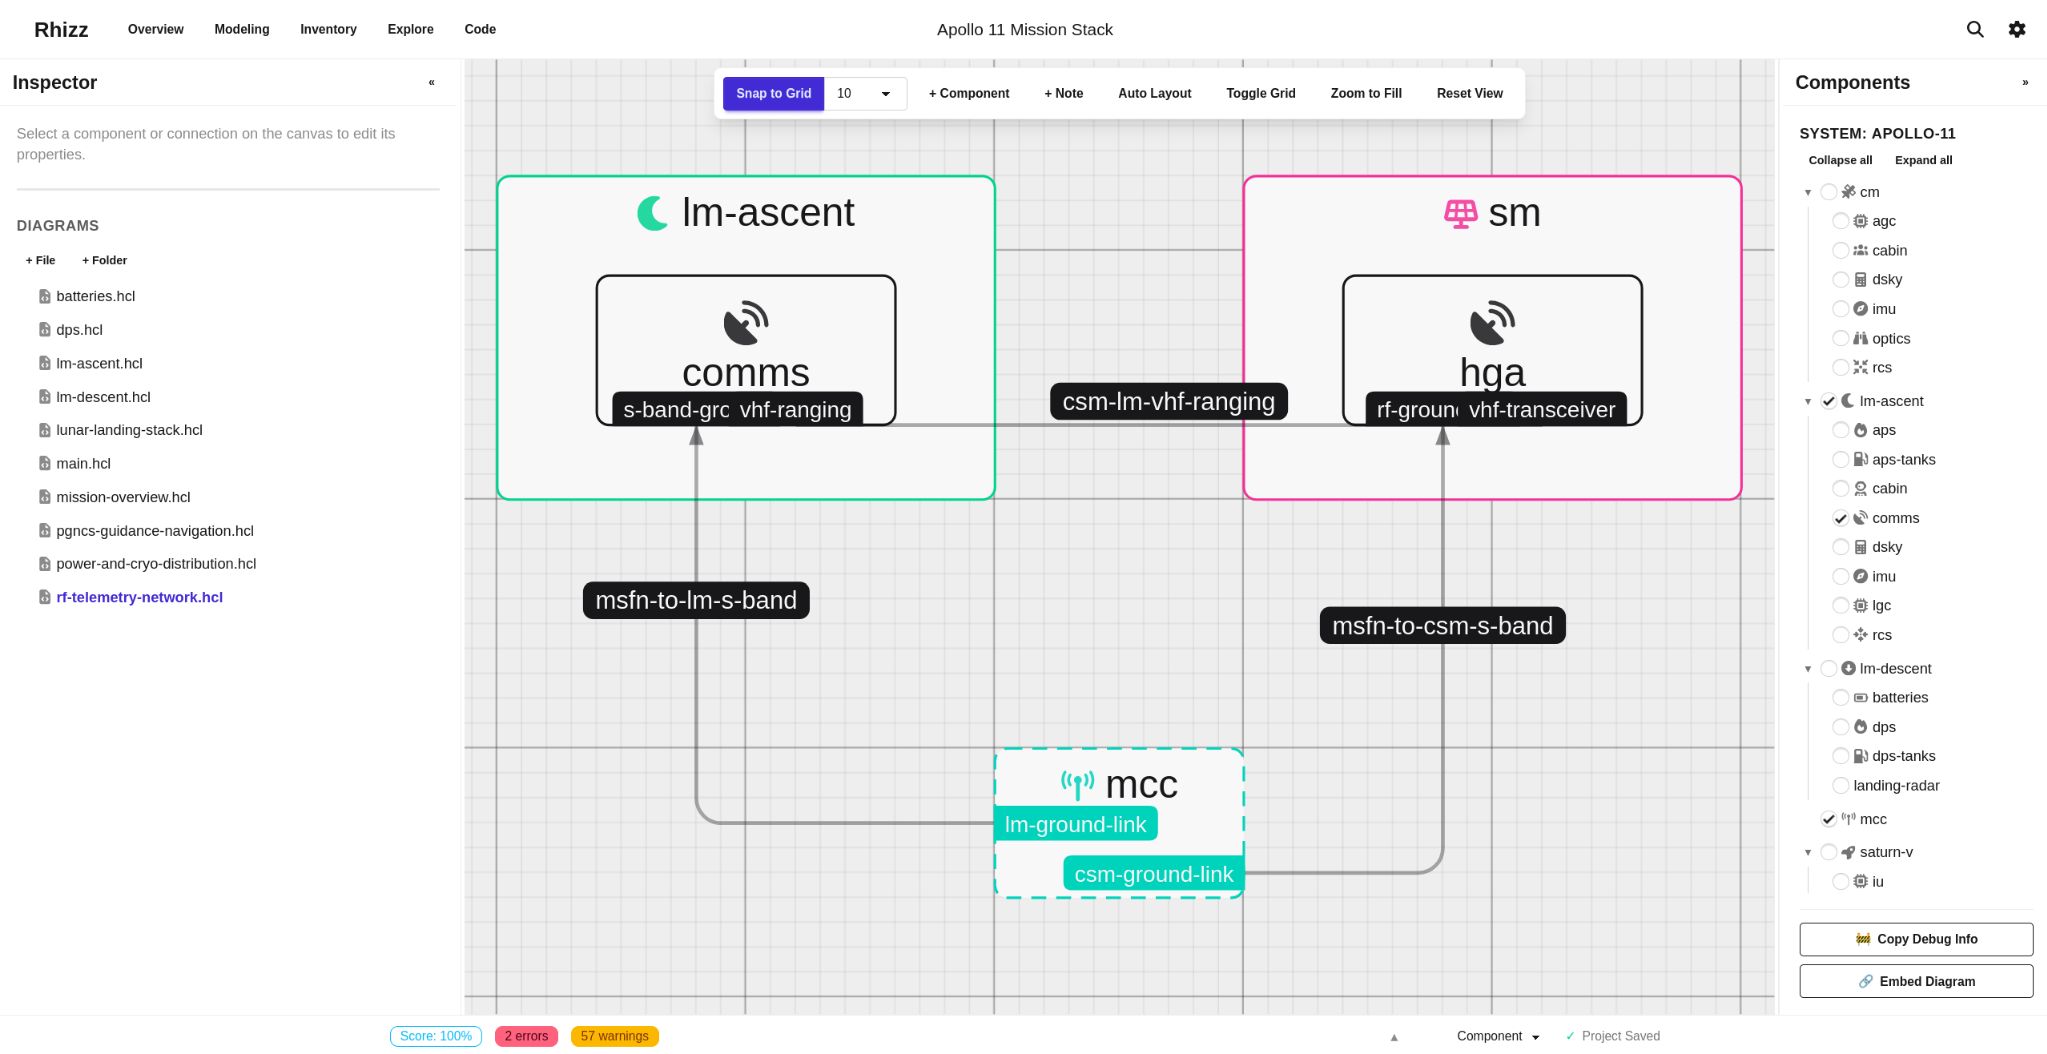 Rhizz
Overview
Modeling
Inventory
Explore
Code
Apollo 11 Mission Stack
Inspector
«
Select a component or connection on the canvas to edit its
properties.
DIAGRAMS
+ File
+ Folder
batteries.hcl
dps.hcl
lm-ascent.hcl
lm-descent.hcl
lunar-landing-stack.hcl
main.hcl
mission-overview.hcl
pgncs-guidance-navigation.hcl
power-and-cryo-distribution.hcl
rf-telemetry-network.hcl
Snap to Grid
10
+ Component
+ Note
Auto Layout
Toggle Grid
Zoom to Fill
Reset View
lm-ascent
comms
s-band-grc
vhf-ranging
csm-lm-vhf-ranging
sm
hga
rf-ground
vhf-transceiver
msfn-to-lm-s-band
msfn-to-csm-s-band
mcc
lm-ground-link
csm-ground-link
Components
»
SYSTEM: APOLLO-11
Collapse all
Expand all
cm
agc
cabin
dsky
imu
optics
rcs
lm-ascent
aps
aps-tanks
cabin
comms
dsky
imu
lgc
rcs
lm-descent
batteries
dps
dps-tanks
landing-radar
mcc
saturn-v
iu
Copy Debug Info
Embed Diagram
Score: 100%
2 errors
57 warnings
Component
✓ Project Saved